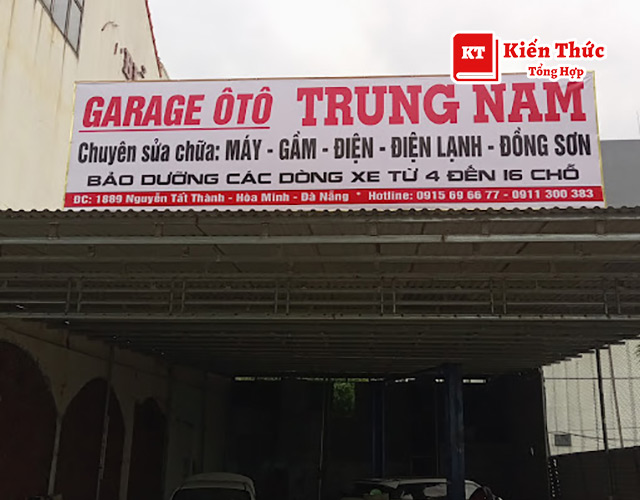 KT Kiến Thức
Tổng Hợp
GARAGE ÔTÔ TRUNG NAM
Chuyên sửa chữa: MÁY - GẦM - ĐIỆN - ĐIỆN LẠNH - ĐỒNG SƠN
BẢO DƯỠNG CÁC DÒNG XE TỪ 4 ĐẾN 16 CHỖ
ĐC: 1889 Nguyễn Tất Thành - Hòa Minh - Đà Nẵng * Hotline: 0915 69 66 77 - 0911 300 383